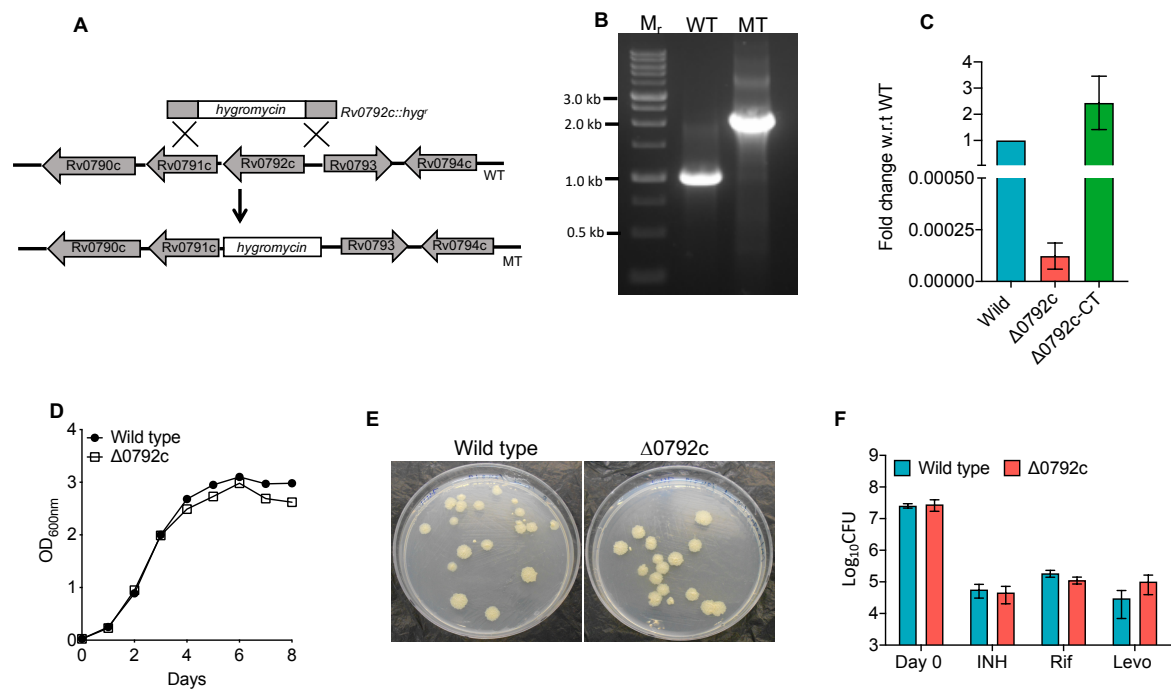 A
hygromycin
Rv0792c::hygʳ
Rv0790c
Rv0791c
Rv0792c
Rv0793
Rv0794c
WT
Rv0790c
Rv0791c
hygromycin
Rv0793
Rv0794c
MT
B
Mᵣ WT MT
3.0 kb
2.0 kb
1.0 kb
0.5 kb
C
Fold change w.r.t WT
4
3
2
1
0.00050
0.00025
0.00000
Wild
Δ0792c
Δ0792c-CT
D
Wild type
Δ0792c
OD₆₀₀ₙₘ
4
3
2
1
0
0 2 4 6 8
Days
E
Wild type
Δ0792c
F
Wild type
Δ0792c
Log₁₀CFU
9
8
7
6
5
4
3
Day 0 INH Rif Levo